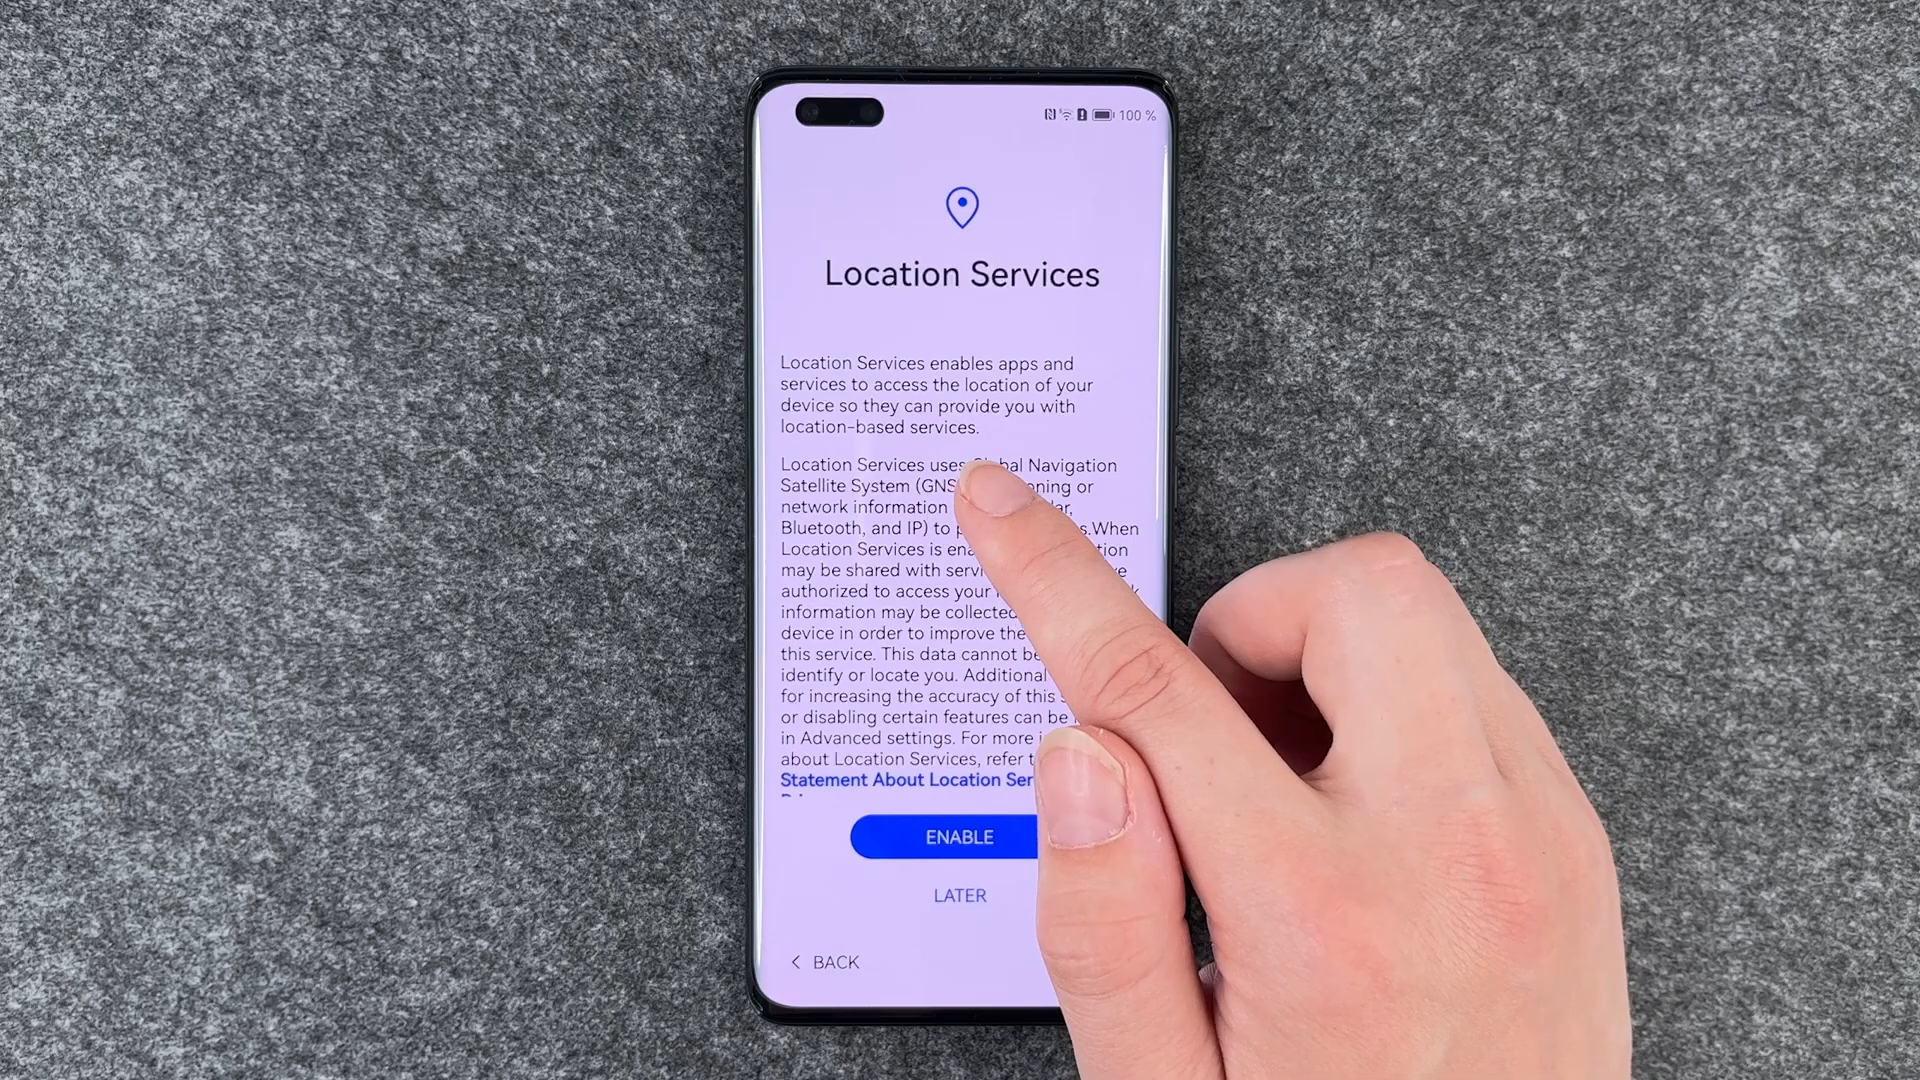 100 %
Location Services
Location Services enables apps and
services to access the location of your
device so they can provide you with
location-based services.
Location Services uses Global Navigation
Satellite System (GNS or
network information
Bluetooth, and IP) to When
Location Services is
may be shared with
authorized to access your
information may be collected
device in order to improve the
this service. This data cannot be
identify or locate you. Additional
for increasing the accuracy of this
or disabling certain features can be
in Advanced settings. For more
about Location Services, refer
Statement About Location
ENABLE
LATER
< BACK